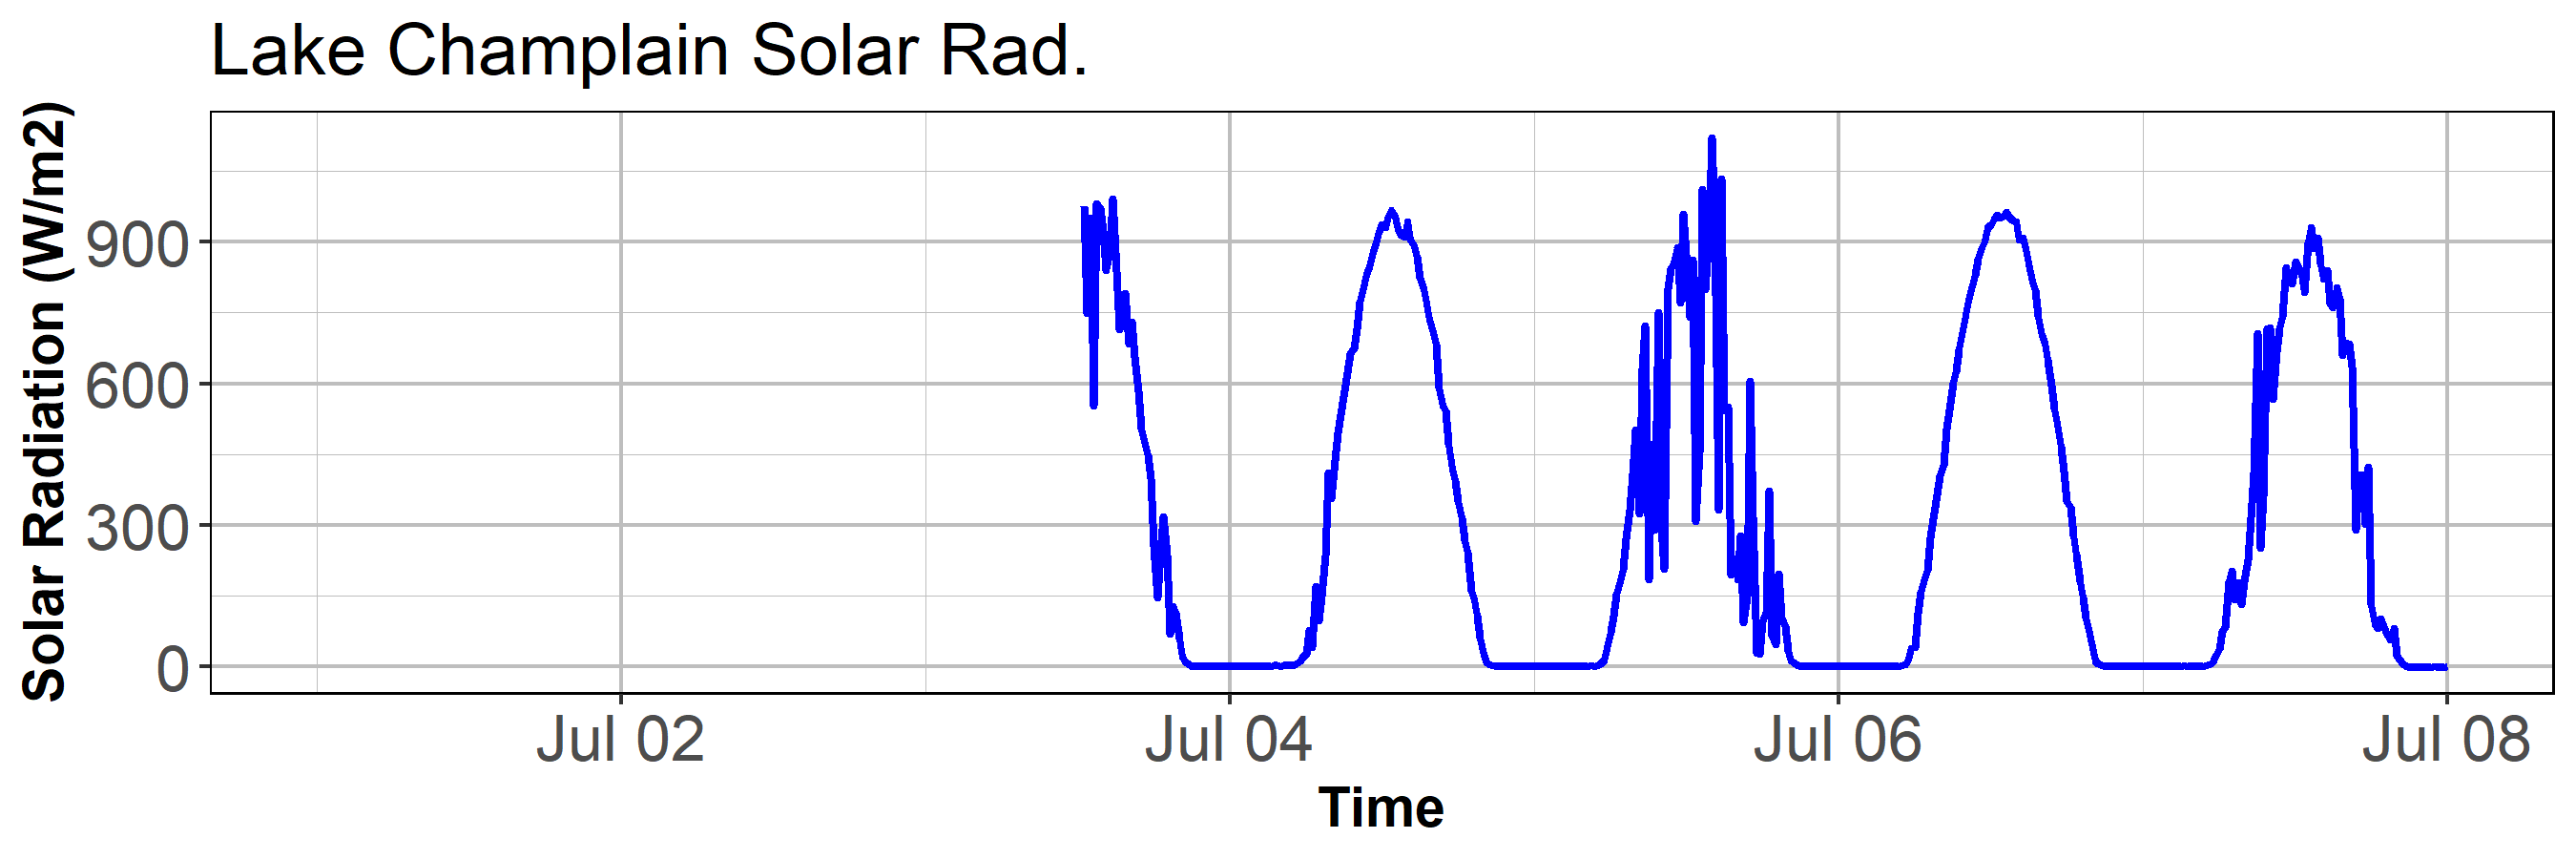 Lake Champlain Solar Rad.
Solar Radiation (W/m2)
900
600
300
0
Jul 02 Jul 04 Jul 06 Jul 08
Time